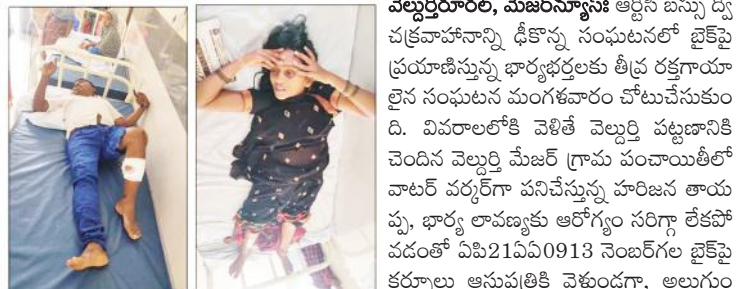 వెల్దుర్తిరూరల్, మేజర్‌న్యూస్: ఆర్టీసీ బస్సు ద్వి
చక్రవాహనాన్ని ఢీకొన్న సంఘటనలో బైక్‌పై
ప్రయాణిస్తున్న భార్యభర్తలకు తీవ్ర రక్తగాయా
లైన సంఘటన మంగళవారం చోటుచేసుకుం
ది. వివరాలలోకి వెళితే వెల్దుర్తి పట్టణానికి
చెందిన వెల్దుర్తి మేజర్ గ్రామ పంచాయితీలో
వాటర్ వర్కర్‌గా పనిచేస్తున్న హరిజన తాయ
ప్ప, భార్య లావణ్యకు ఆరోగ్యం సరిగ్గా లేకపో
వడంతో ఏపి21ఏఏ0913 నెంబర్‌గల బైక్‌పై
కర్నూలు ఆసుపత్రికి వెళుండగా, అలుగుం